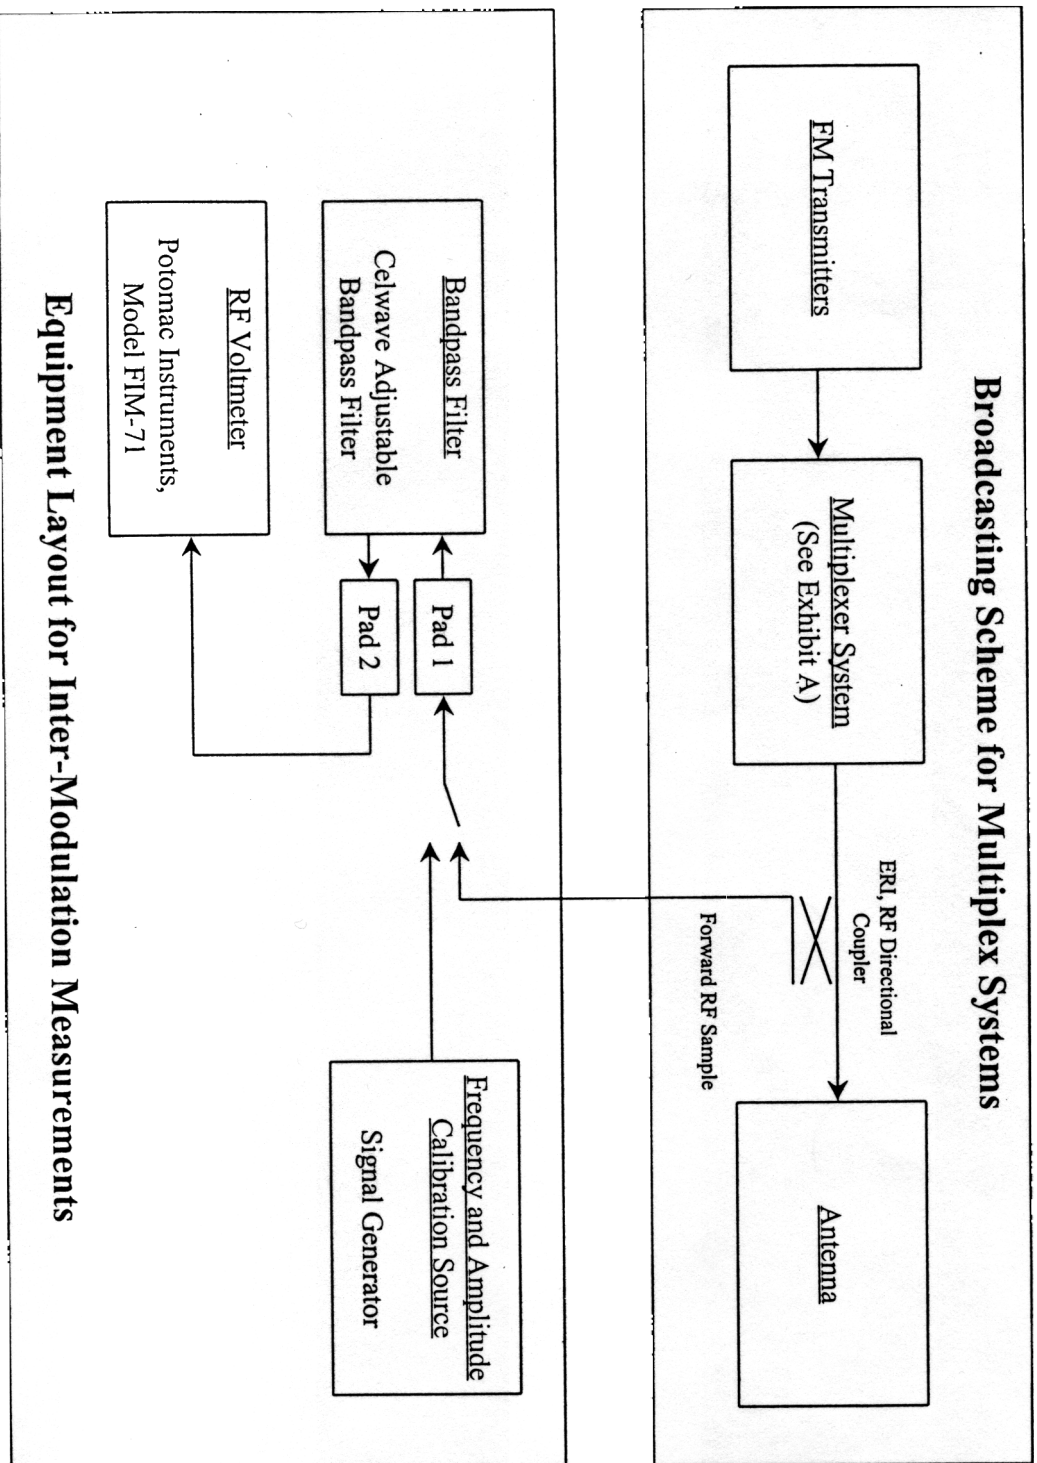 Broadcasting Scheme for Multiplex Systems
FM Transmitters
Multiplexer System
(See Exhibit A)
ERI, RF Directional
Coupler
Forward RF Sample
Antenna
Bandpass Filter
Celwave Adjustable
Bandpass Filter
Pad 1
Pad 2
Frequency and Amplitude
Calibration Source
Signal Generator
RF Voltmeter
Potomac Instruments,
Model FIM-71
Equipment Layout for Inter-Modulation Measurements